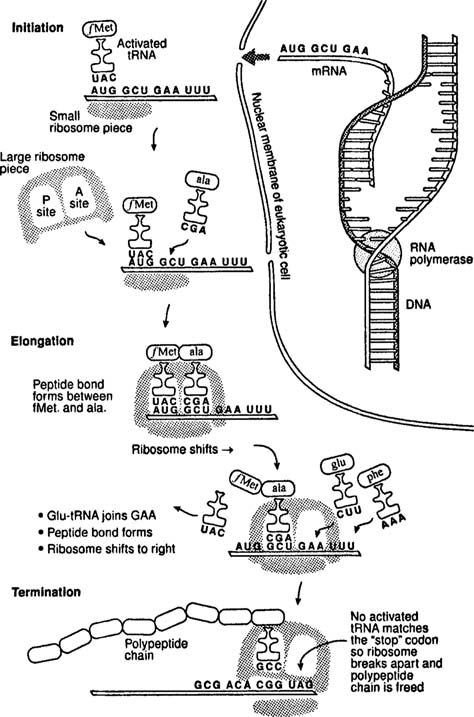 Initiation
fMet
Activated
tRNA
UAC
AUG GCU GAA UUU
Small
ribosome piece
AUG GCU GAA
mRNA
Nuclear membrane of eukaryotic cell
RNA
polymerase
DNA
Large ribosome
piece
P
site
A
site
fMet
ala
UAC
CGA
AUG GCU GAA UUU
Elongation
fMet
ala
Peptide bond
forms between
fMet. and ala.
UAC CGA
AUG GCU GAA UUU
Ribosome shifts →
fMet
ala
glu
phe
UAC
CGA
CUU
AAA
AUG GCU GAA UUU
• Glu-tRNA joins GAA
• Peptide bond forms
• Ribosome shifts to right
Termination
Polypeptide
chain
GCC
GCG ACA CGG UAG
No activated
tRNA matches
the "stop" codon
so ribosome
breaks apart and
polypeptide
chain is freed